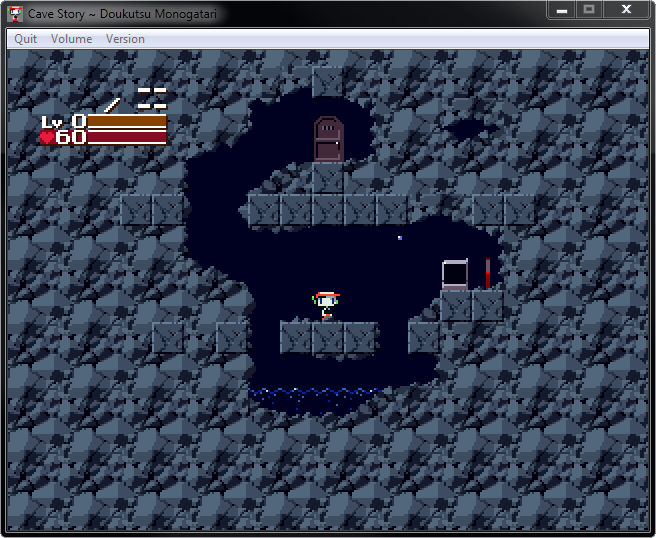 Cave Story ~ Doukutsu Monogatari
Quit Volume Version
--
/ --
Lv 0
60